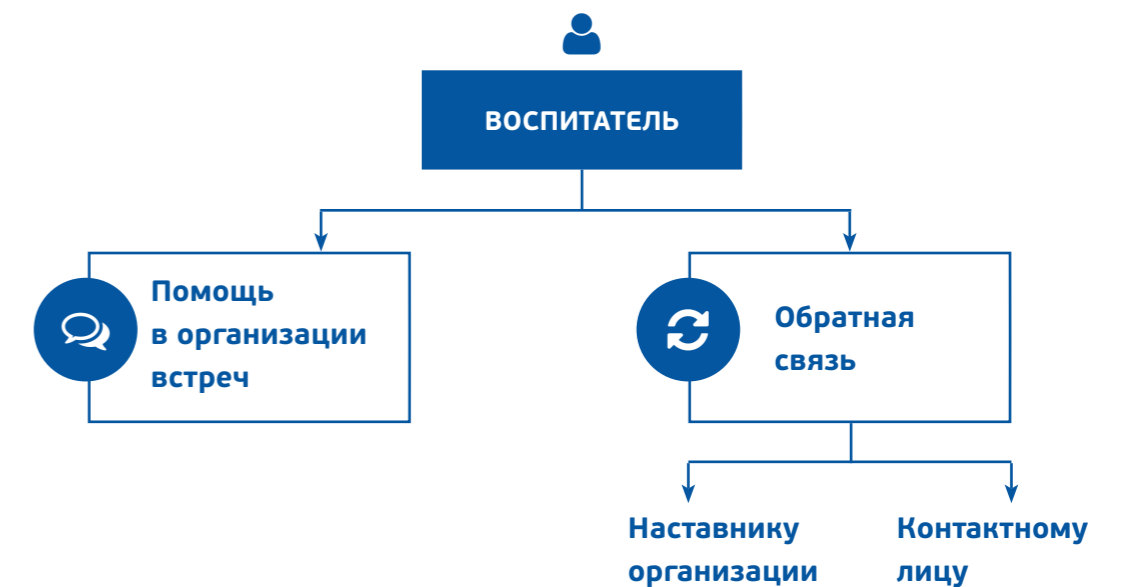 ВОСПИТАТЕЛЬ
Помощь
в организации
встреч
Обратная
связь
Наставнику
организации
Контактному
лицу